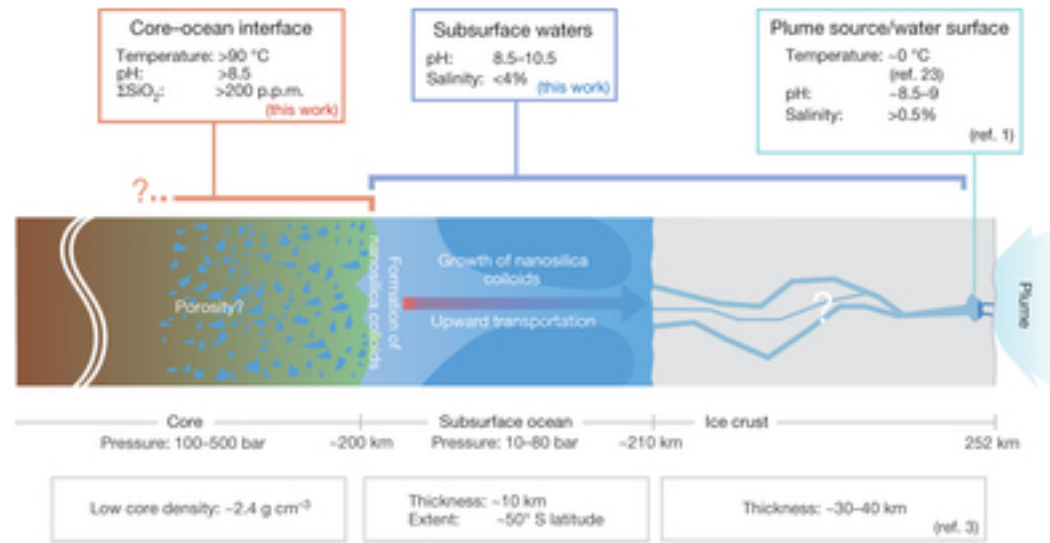 Core–ocean interface
Temperature: >90 °C
pH: >8.5
ΣSiO₂: >200 p.p.m.
(this work)
Subsurface waters
pH: 8.5–10.5
Salinity: <4%
(this work)
Plume source/water surface
Temperature: ~0 °C
(ref. 23)
pH: ~8.5–9
Salinity: >0.5%
(ref. 1)
?..
Porosity?
Formation of
nanosilica colloids
Growth of nanosilica
colloids
Upward transportation
?
Plume
Core
Pressure: 100–500 bar
~200 km
Subsurface ocean
Pressure: 10–80 bar
~210 km
Ice crust
252 km
Low core density: ~2.4 g cm⁻³
Thickness: ~10 km
Extent: ~50° S latitude
Thickness: ~30–40 km
(ref. 3)